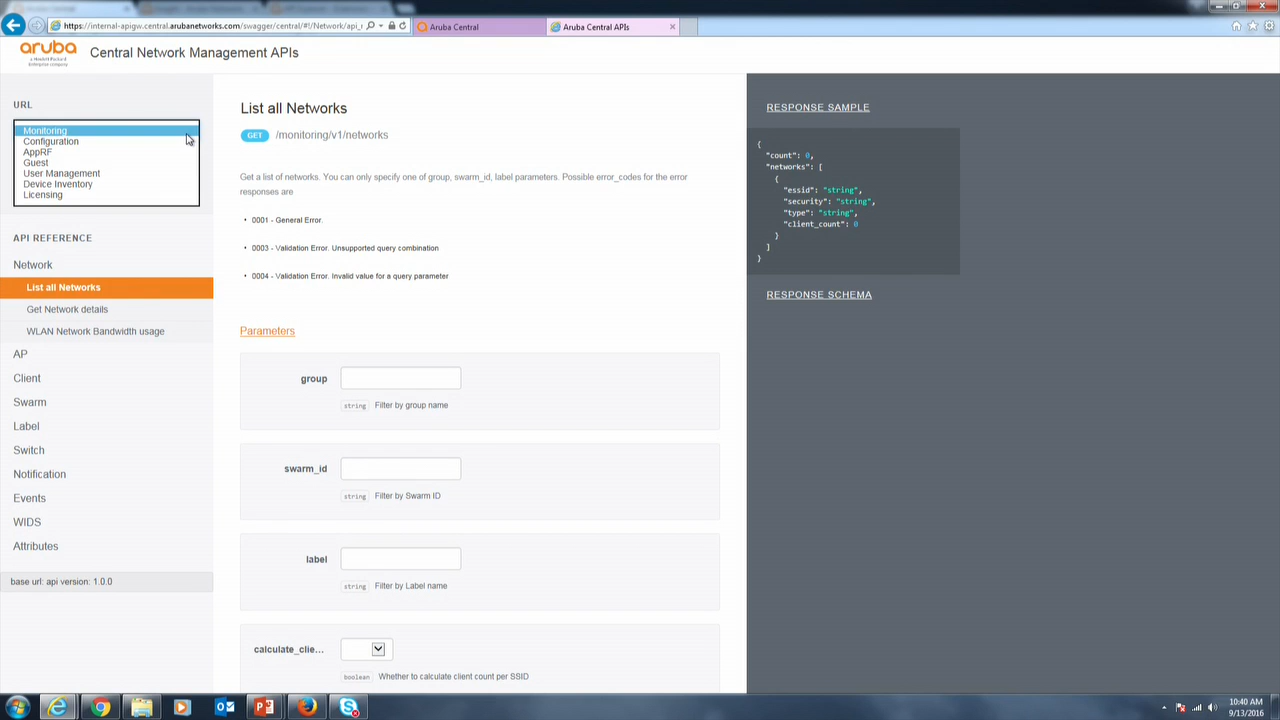 https://internal-apigw.central.arubanetworks.com/swagger/central/#!/Network/api_r
Aruba Central
Aruba Central APIs
aruba
a Hewlett Packard
Enterprise company
Central Network Management APIs
URL
Monitoring
Configuration
AppRF
Guest
User Management
Device Inventory
Licensing
API REFERENCE
Network
List all Networks
Get Network details
WLAN Network Bandwidth usage
AP
Client
Swarm
Label
Switch
Notification
Events
WIDS
Attributes
base url: api version: 1.0.0
List all Networks
GET /monitoring/v1/networks
Get a list of networks. You can only specify one of group, swarm_id, label parameters. Possible error_codes for the error
responses are
• 0001 - General Error.
• 0003 - Validation Error. Unsupported query combination
• 0004 - Validation Error. Invalid value for a query parameter
Parameters
group
string Filter by group name
swarm_id
string Filter by Swarm ID
label
string Filter by Label name
calculate_clie...
boolean Whether to calculate client count per SSID
RESPONSE SAMPLE
{
"count": 0,
"networks": [
{
"essid": "string",
"security": "string",
"type": "string",
"client_count": 0
}
]
}
RESPONSE SCHEMA
10:40 AM
9/13/2016